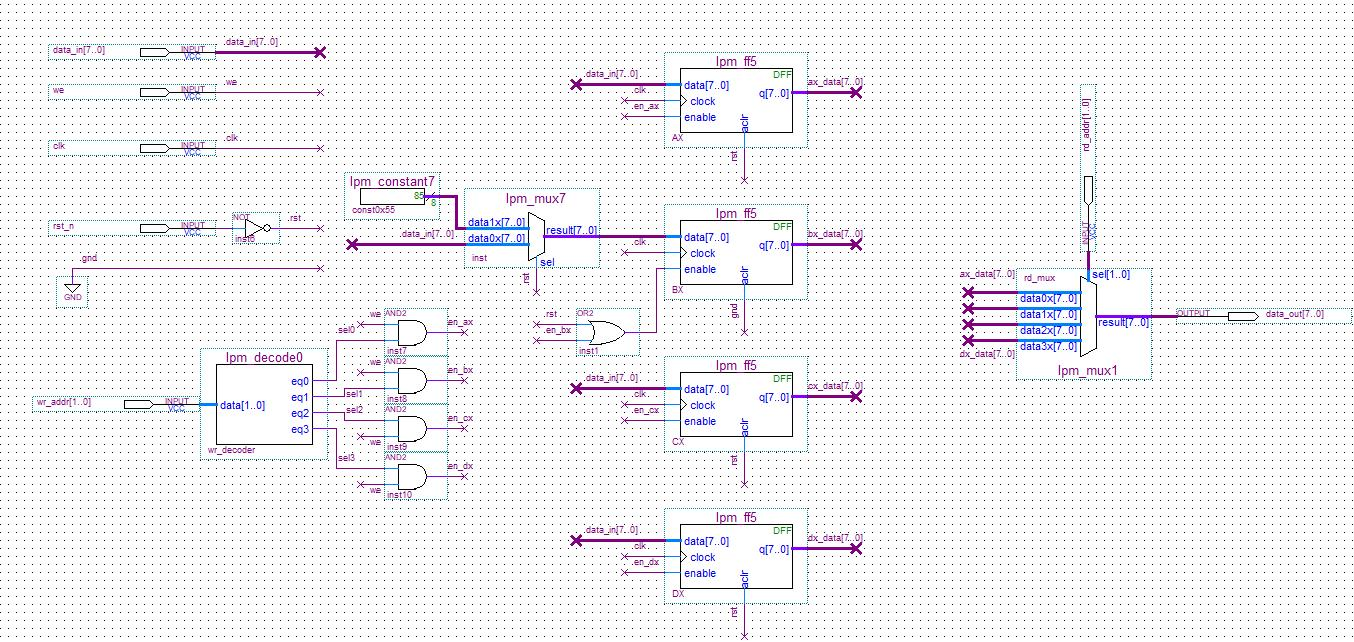 data_in[7..0]
INPUT
VCC
data_in[7..0]
we
INPUT
VCC
we
clk
INPUT
VCC
clk
rst_n
INPUT
VCC
NOT
inst6
rst
gnd
GND
lpm_constant7
85
8
const0x55
lpm_mux7
data1x[7..0]
data0x[7..0]
result[7..0]
sel
inst
data_in[7..0]
rst
wr_addr[1..0]
INPUT
VCC
lpm_decode0
data[1..0]
eq0
eq1
eq2
eq3
wr_decoder
sel0
sel1
sel2
sel3
we
AND2
inst7
en_ax
we
AND2
inst8
en_bx
AND2
we
inst9
en_cx
AND2
we
inst10
en_dx
lpm_ff5
DFF
data_in[7..0]
clk
en_ax
data[7..0]
clock
enable
q[7..0]
aclr
ax_data[7..0]
AX
rst
lpm_ff5
DFF
clk
data[7..0]
clock
enable
q[7..0]
aclr
bx_data[7..0]
BX
gnd
OR2
rst
en_bx
inst1
lpm_ff5
DFF
data_in[7..0]
clk
en_cx
data[7..0]
clock
enable
q[7..0]
aclr
cx_data[7..0]
CX
rst
lpm_ff5
DFF
data_in[7..0]
clk
en_dx
data[7..0]
clock
enable
q[7..0]
aclr
dx_data[7..0]
DX
rst
rd_addr[1..0]
INPUT
VCC
rd_mux
sel[1..0]
ax_data[7..0]
data0x[7..0]
data1x[7..0]
data2x[7..0]
data3x[7..0]
dx_data[7..0]
result[7..0]
lpm_mux1
OUTPUT
data_out[7..0]